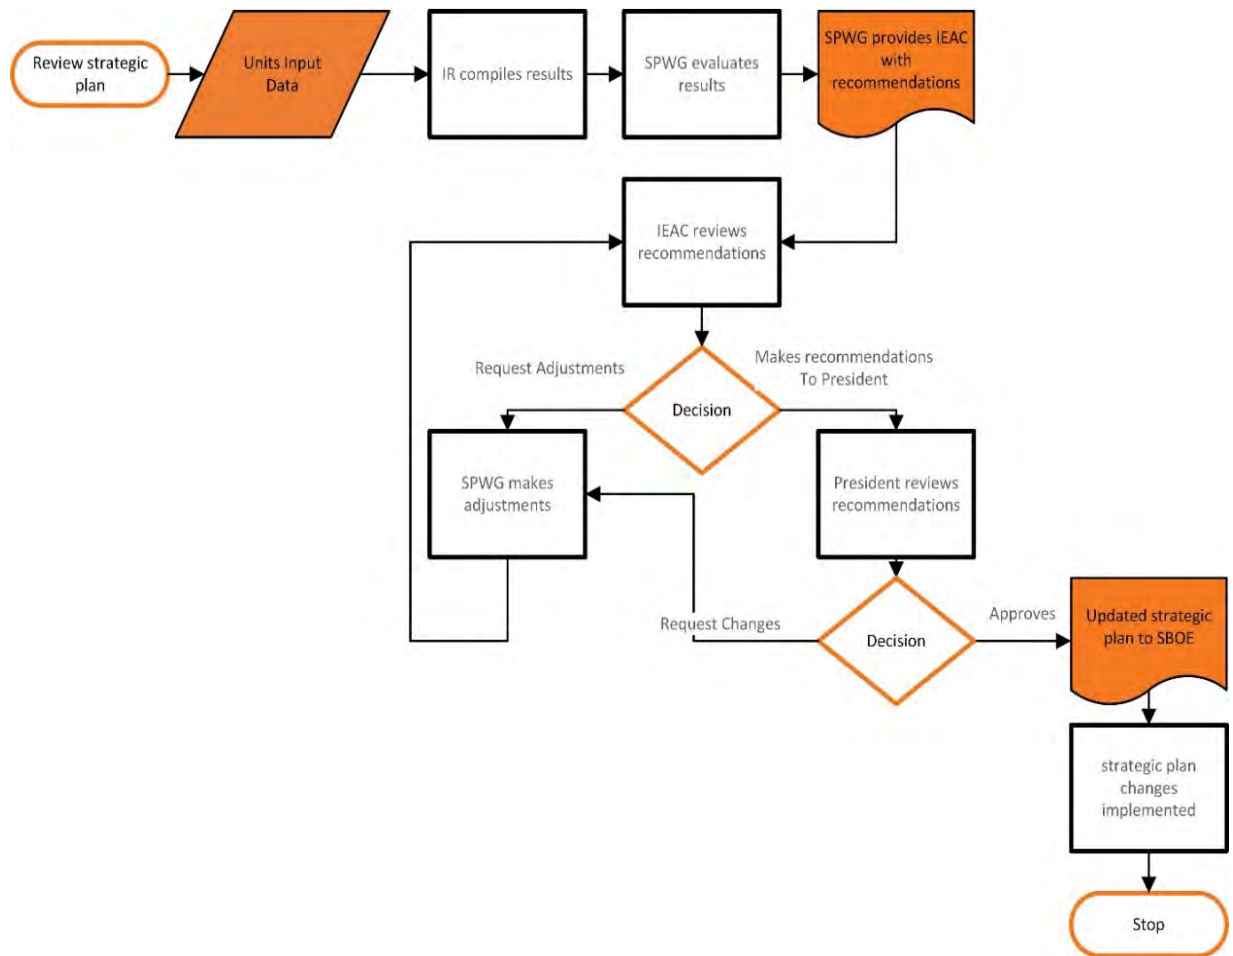 Review strategic
plan
Units Input
Data
IR compiles results
SPWG evaluates
results
SPWG provides IEAC
with
recommendations
IEAC reviews
recommendations
Request Adjustments
Makes recommendations
To President
Decision
SPWG makes
adjustments
President reviews
recommendations
Request Changes
Decision
Approves
Updated strategic
plan to SBOE
strategic plan
changes
implemented
Stop